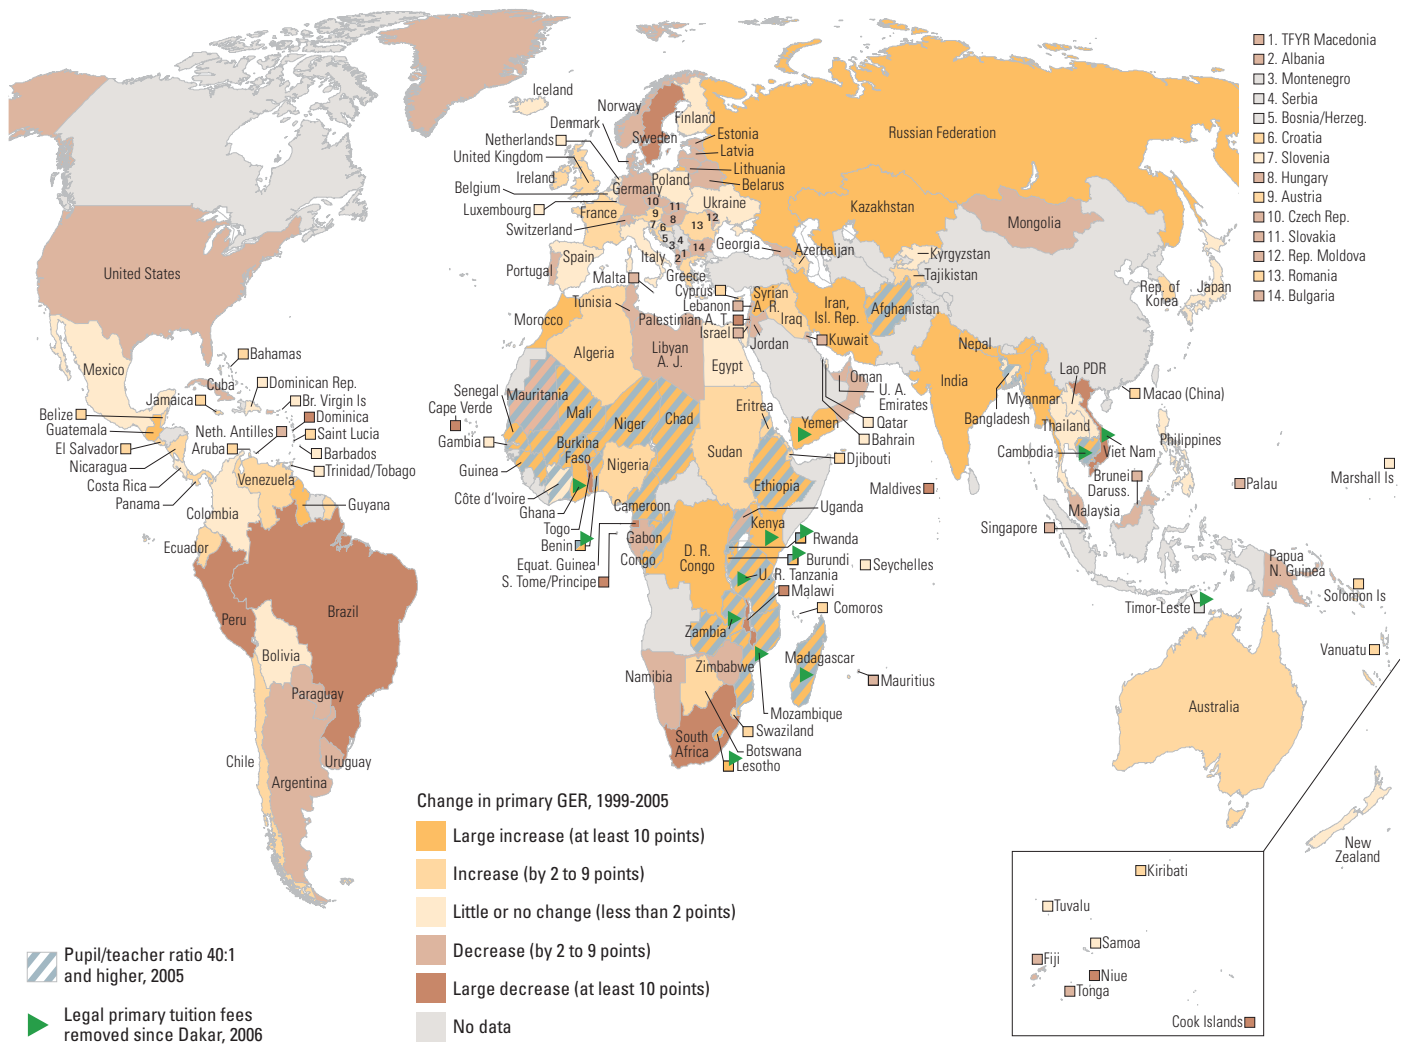 1. TFYR Macedonia
2. Albania
3. Montenegro
4. Serbia
5. Bosnia/Herzeg.
6. Croatia
7. Slovenia
8. Hungary
9. Austria
10. Czech Rep.
11. Slovakia
12. Rep. Moldova
13. Romania
14. Bulgaria
Iceland
Norway
Denmark
Finland
Netherlands
Sweden
Estonia
United Kingdom
Latvia
Ireland
Lithuania
Russian Federation
Belgium
Germany
Poland
Belarus
Luxembourg
Ukraine
Kazakhstan
France
10
11
12
9
8
13
7
6
5
4
3
14
2
1
Switzerland
Mongolia
Georgia
Azerbaijan
Kyrgyzstan
Tajikistan
Spain
Italy
Portugal
Malta
Greece
Cyprus
United States
Rep. of
Korea
Japan
Tunisia
Lebanon
Syrian
A. R.
Iran,
Isl. Rep.
Afghanistan
Morocco
Palestinian A. T.
Iraq
Israel
Jordan
Kuwait
Algeria
Libyan
A. J.
Egypt
Nepal
Bahamas
Mexico
Cuba
Dominican Rep.
Jamaica
Br. Virgin Is
Belize
Dominica
Guatemala
Neth. Antilles
Saint Lucia
El Salvador
Aruba
Barbados
Nicaragua
Trinidad/Tobago
Costa Rica
Venezuela
Panama
Guyana
Colombia
Ecuador
Peru
Brazil
Bolivia
Paraguay
Chile
Uruguay
Argentina
Senegal
Cape Verde
Mauritania
Mali
Niger
Chad
Eritrea
Gambia
Burkina
Faso
Sudan
Yemen
Guinea
Nigeria
Djibouti
Côte d'Ivoire
Ethiopia
Ghana
Cameroon
Uganda
Togo
Kenya
Benin
Gabon
D. R.
Congo
Rwanda
Equat. Guinea
Congo
Burundi
S. Tome/Principe
U. R. Tanzania
Seychelles
Malawi
Comoros
Zambia
Zimbabwe
Madagascar
Namibia
Mauritius
Mozambique
South
Africa
Swaziland
Botswana
Lesotho
Oman
U. A.
Emirates
Qatar
Bahrain
India
Bangladesh
Myanmar
Lao PDR
Macao (China)
Thailand
Philippines
Cambodia
Viet Nam
Maldives
Brunei
Daruss.
Malaysia
Singapore
Palau
Marshall Is
Papua
N. Guinea
Solomon Is
Timor-Leste
Vanuatu
Australia
New
Zealand
Kiribati
Tuvalu
Samoa
Fiji
Niue
Tonga
Cook Islands
Change in primary GER, 1999-2005
Large increase (at least 10 points)
Increase (by 2 to 9 points)
Little or no change (less than 2 points)
Decrease (by 2 to 9 points)
Large decrease (at least 10 points)
No data
Pupil/teacher ratio 40:1
and higher, 2005
Legal primary tuition fees
removed since Dakar, 2006